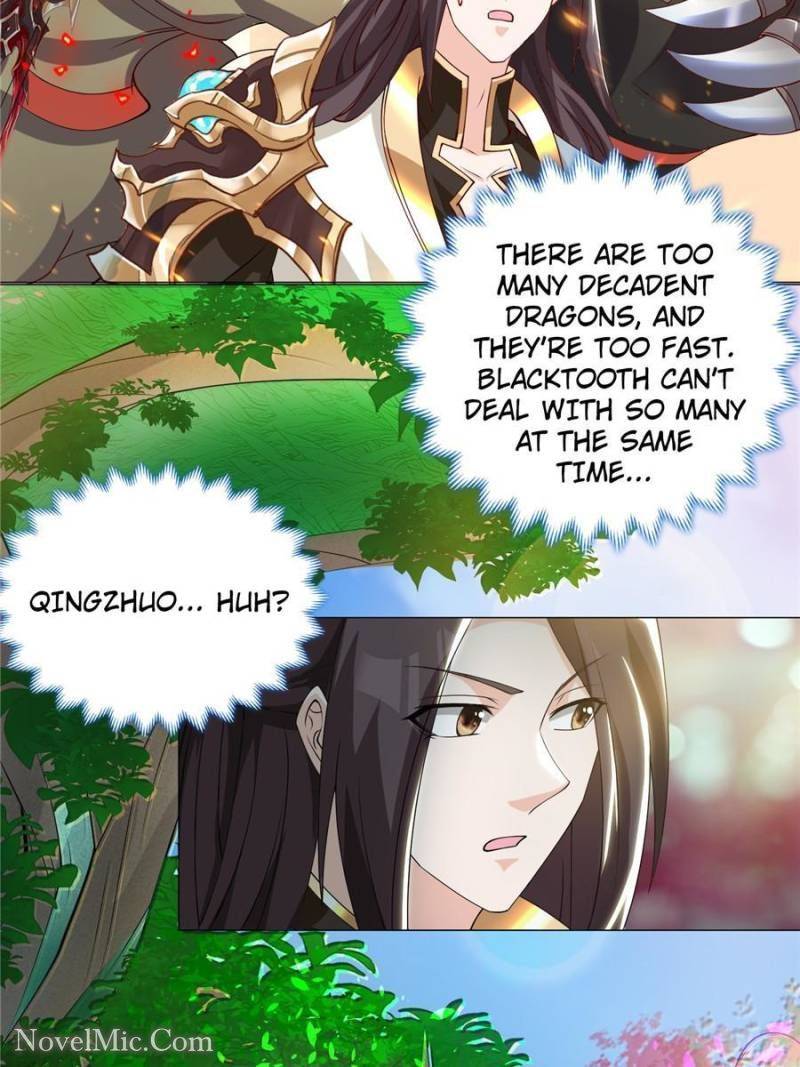 THERE ARE TOO
MANY DECADENT
DRAGONS, AND
THEY'RE TOO FAST.
BLACKTOOTH CAN'T
DEAL WITH SO MANY
AT THE SAME
TIME...
QINGZHUO... HUH?
NovelMic.Com